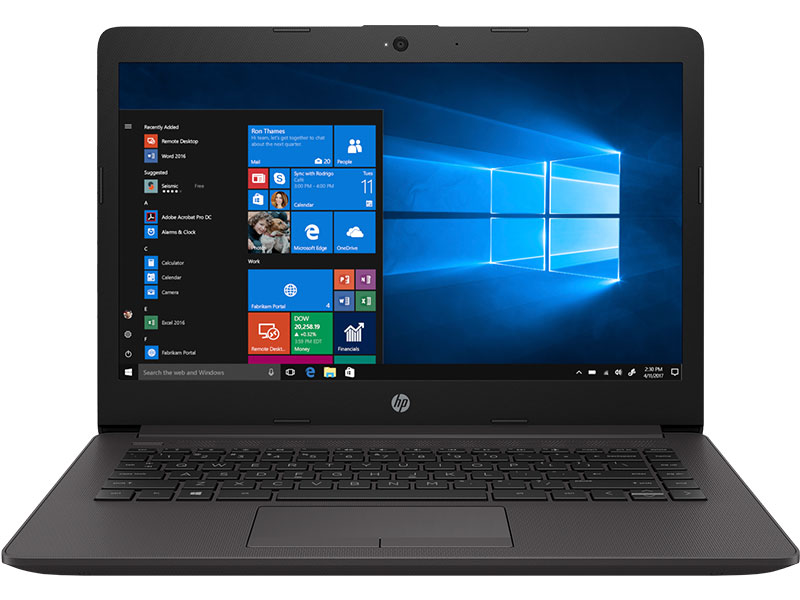 Recently Added
Remote Desktop
Word 2016
Suggested
Seismic Free
A
Adobe Acrobat Pro DC
Alarms & Clock
C
Calculator
Calendar
Camera
E
Excel 2016
F
Fabrikam Portal
Ron Thames
Hi team, let's get together to chat
about the next quarter.
Mail 20
People
Sync with Rodrigo
Café
3:00 PM - 4:00 PM
Tues
11
Calendar
Photos
Microsoft Edge
OneDrive
Work
Fabrikam Portal 4
Remote Deskt...
DOW
20,258.19
▲ +0.32%
3:59 PM EDT
Money
Financials
Search the web and Windows
2:30 PM
4/11/2017
hp
Q W E R T Y U I O P
A S D F G H J K L
Z X C V B N M